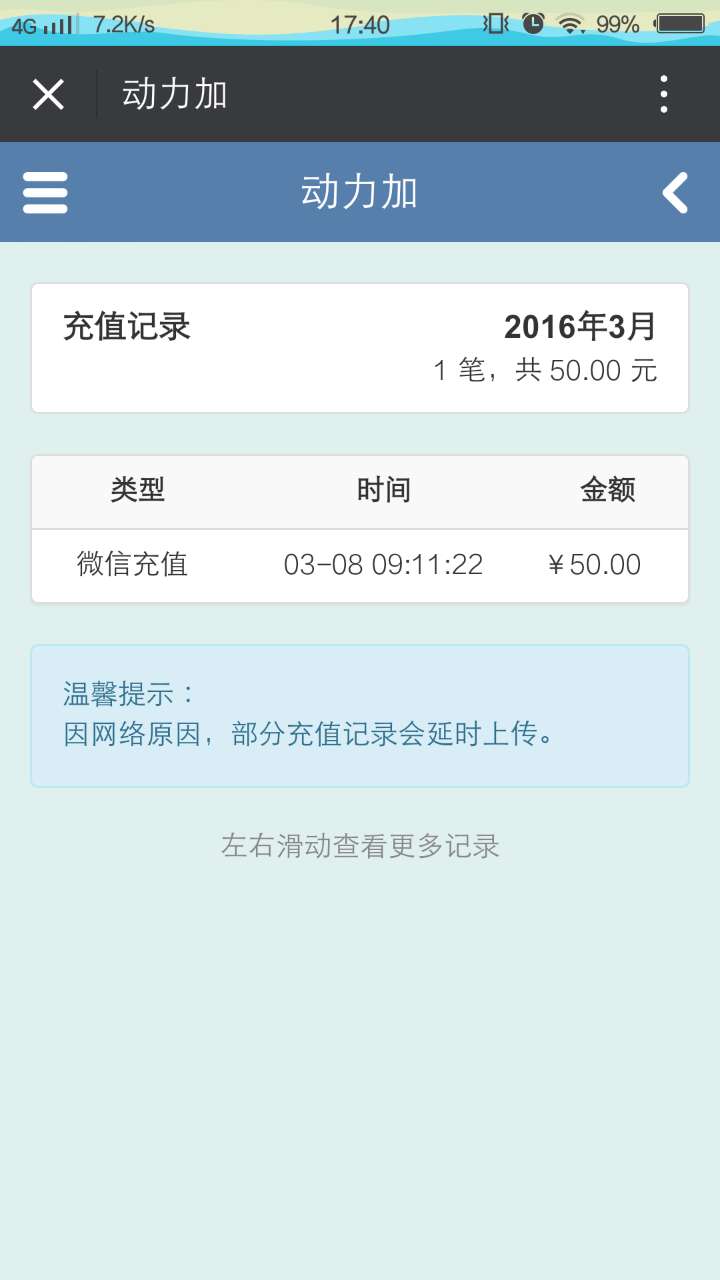 4G 7.2K/s 17:40 99%
动力加
动力加
充值记录 2016年3月
1 笔，共 50.00 元
类型 时间 金额
微信充值 03-08 09:11:22 ¥50.00
温馨提示：
因网络原因，部分充值记录会延时上传。
左右滑动查看更多记录